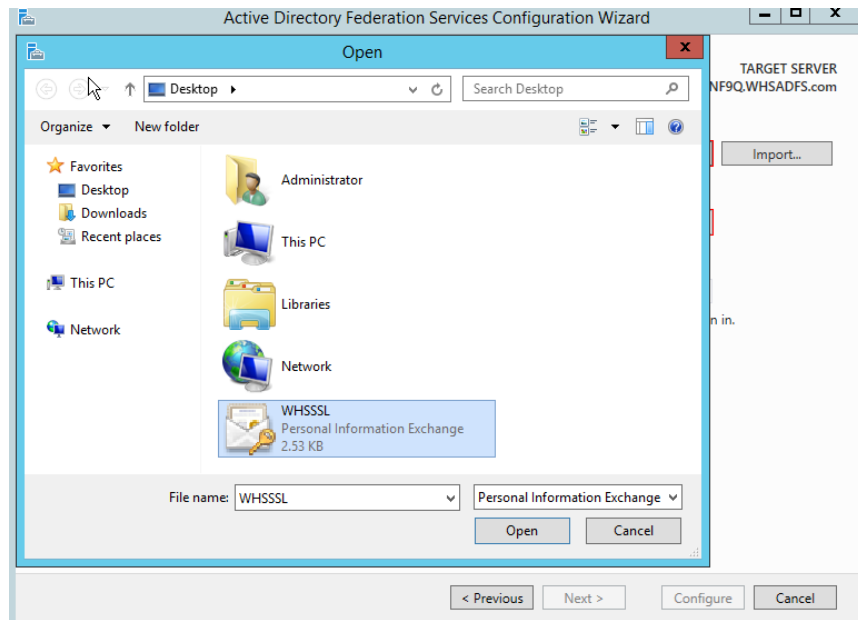 Active Directory Federation Services Configuration Wizard
Open
TARGET SERVER
NF9Q.WHSADFS.com
Desktop
Search Desktop
Organize
New folder
Import...
Favorites
Desktop
Downloads
Recent places
This PC
Network
Administrator
This PC
Libraries
Network
WHSSSL
Personal Information Exchange
2.53 KB
n in.
File name: WHSSSL
Personal Information Exchange
Open
Cancel
< Previous
Next >
Configure
Cancel